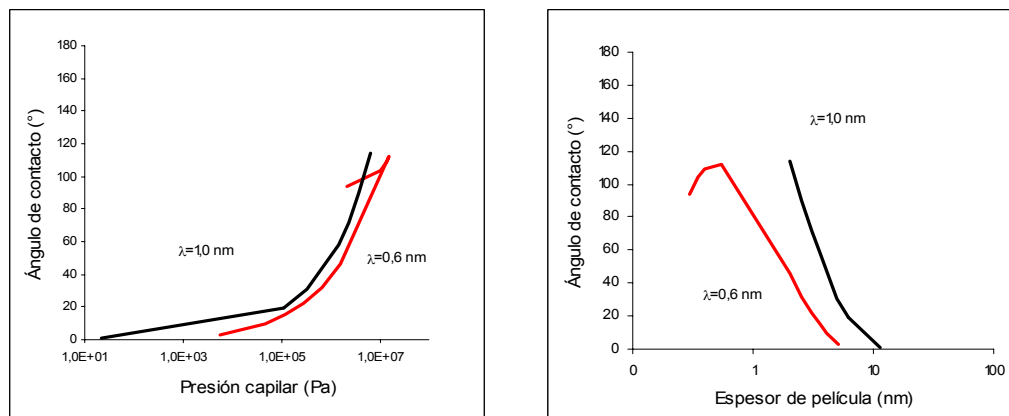 Ángulo de contacto (°)
180
160
140
120
100
80
60
40
20
0
λ=1,0 nm
λ=0,6 nm
1,0E+01 1,0E+03 1,0E+05 1,0E+07
Presión capilar (Pa)
Ángulo de contacto (°)
180
160
140
120
100
80
60
40
20
0
λ=1,0 nm
λ=0,6 nm
0 1 10 100
Espesor de película (nm)